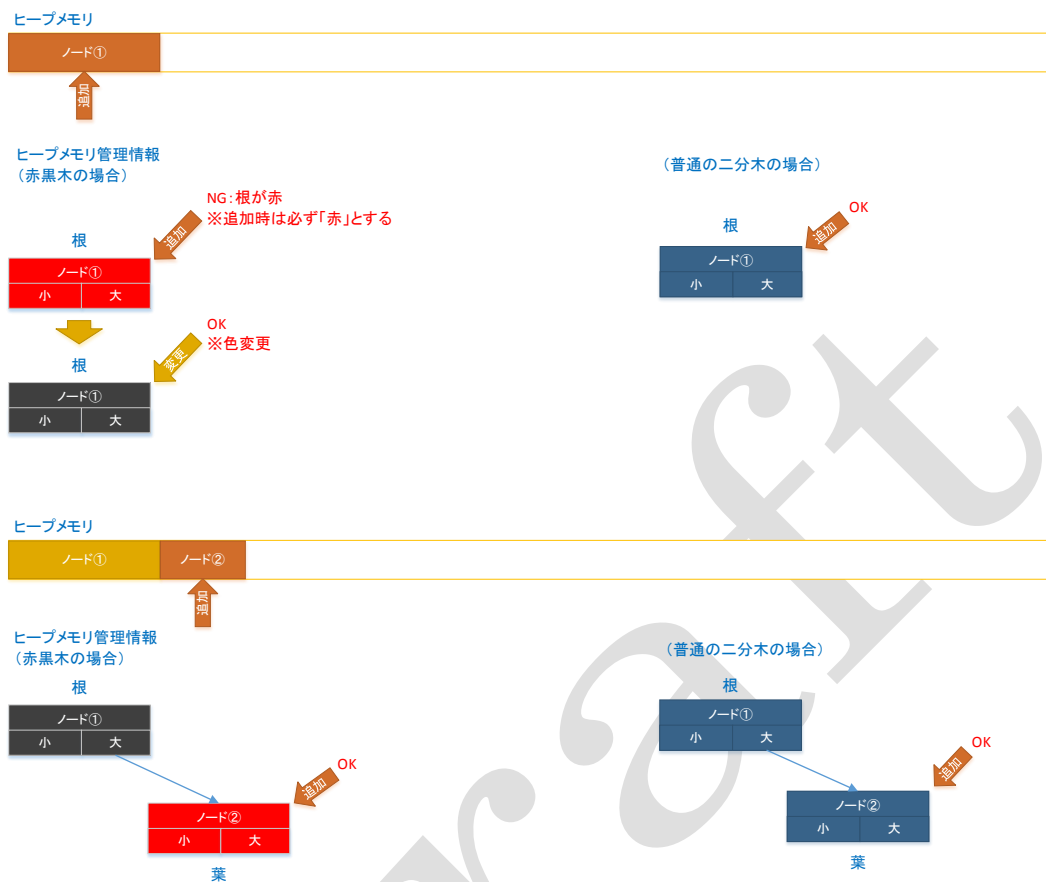 ヒープメモリ
ノード①
追加
ヒープメモリ管理情報
（赤黒木の場合）
NG：根が赤
※追加時は必ず「赤」とする
追加
根
ノード①
小 大
OK
※色変更
変更
根
ノード①
小 大
（普通の二分木の場合）
OK
追加
根
ノード①
小 大
ヒープメモリ
ノード① ノード②
追加
ヒープメモリ管理情報
（赤黒木の場合）
根
ノード①
小 大
OK
追加
ノード②
小 大
葉
（普通の二分木の場合）
根
ノード①
小 大
OK
追加
ノード②
小 大
葉
raft